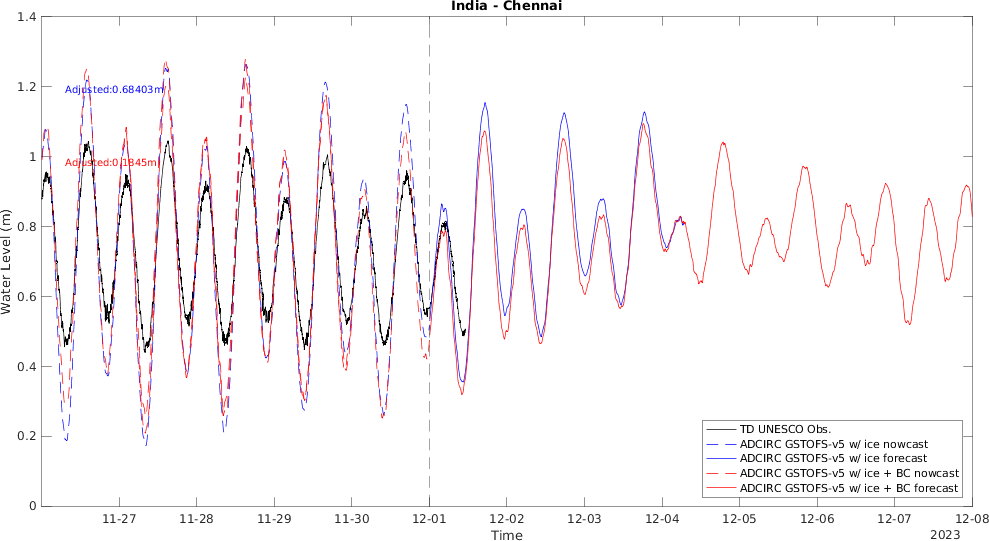 India - Chennai
Water Level (m)
1.4
1.2
1
0.8
0.6
0.4
0.2
0
Adjusted:0.68403m
Adjusted:0.1845m
TD UNESCO Obs.
ADCIRC GSTOFS-v5 w/ ice nowcast
ADCIRC GSTOFS-v5 w/ ice forecast
ADCIRC GSTOFS-v5 w/ ice + BC nowcast
ADCIRC GSTOFS-v5 w/ ice + BC forecast
11-27 11-28 11-29 11-30 12-01 12-02 12-03 12-04 12-05 12-06 12-07 12-08
Time
2023